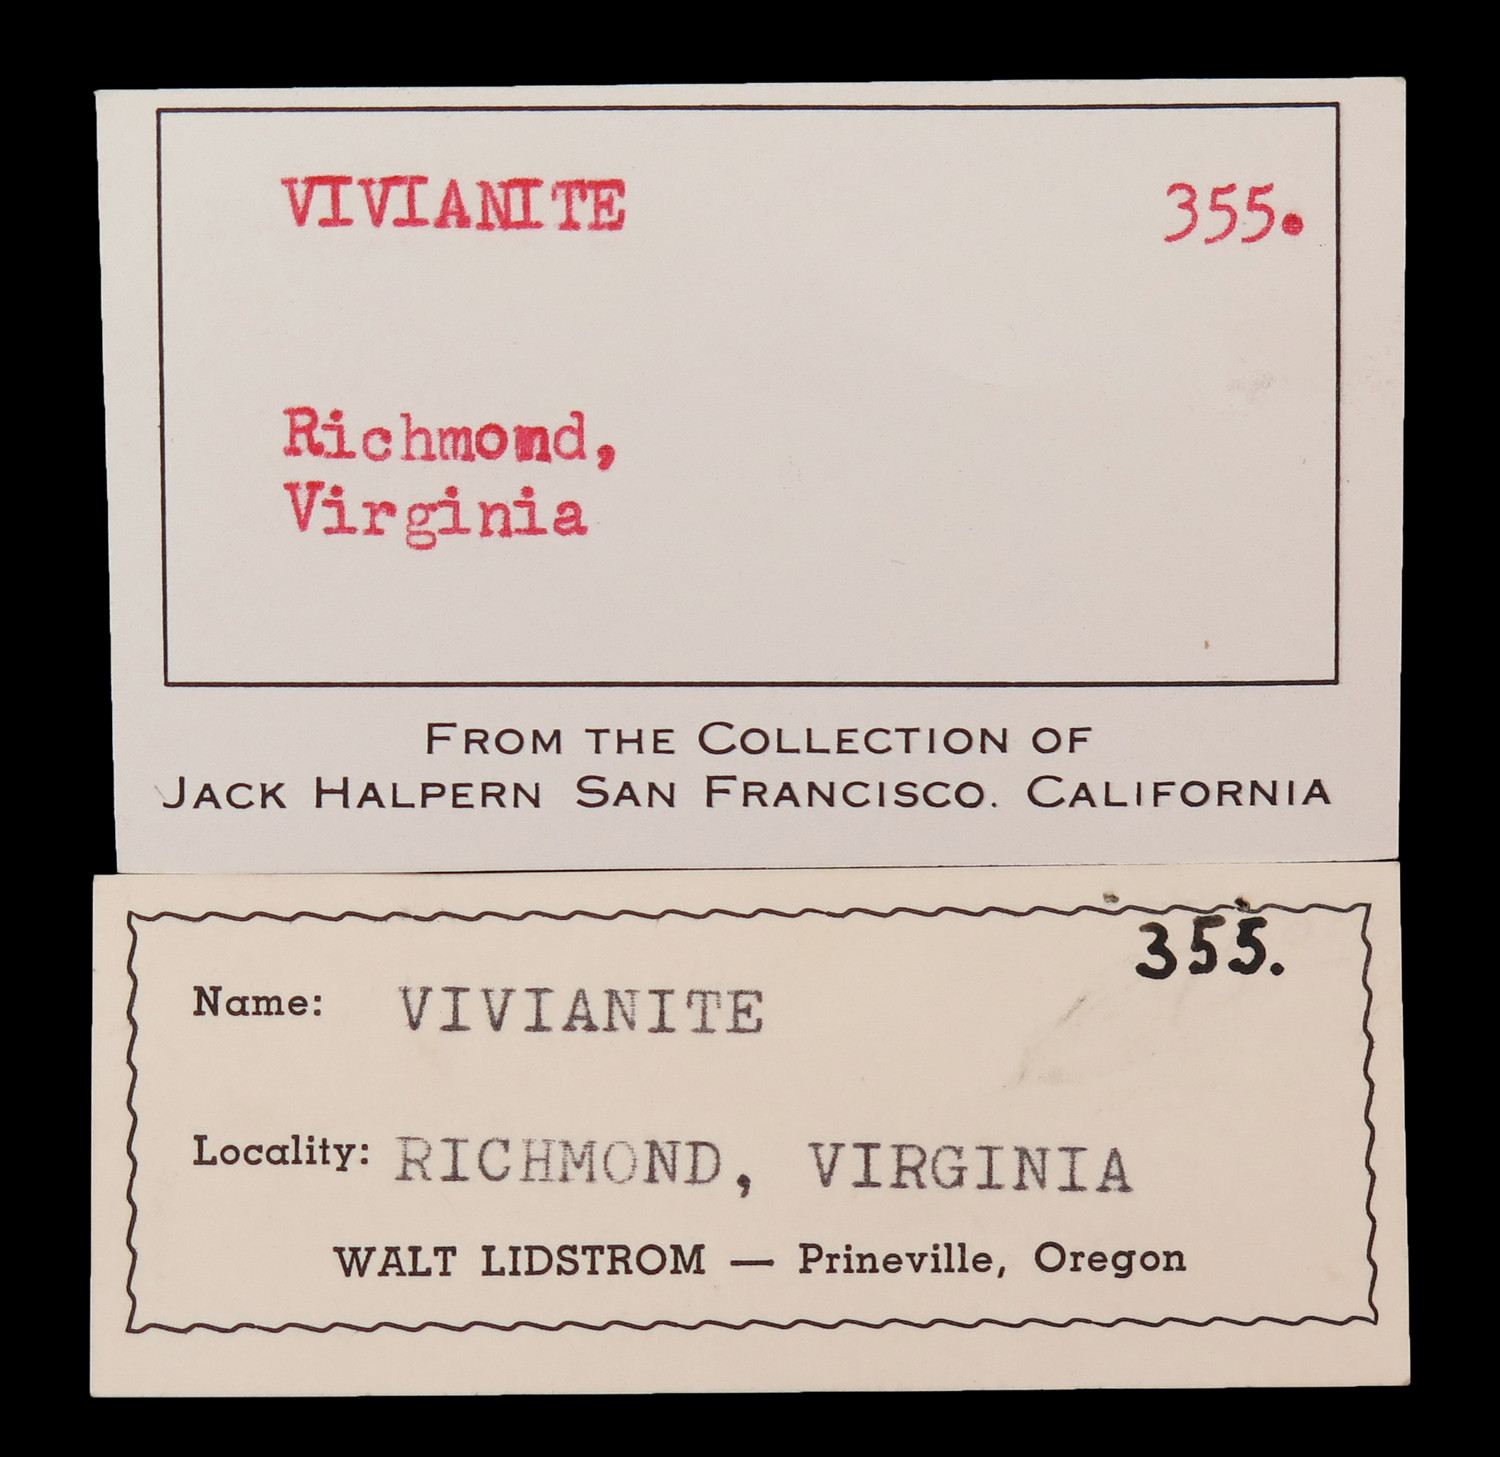 VIVIANITE 355.
Richmond,
Virginia
FROM THE COLLECTION OF
JACK HALPERN SAN FRANCISCO. CALIFORNIA
355.
Name: VIVIANITE
Locality: RICHMOND, VIRGINIA
WALT LIDSTROM — Prineville, Oregon